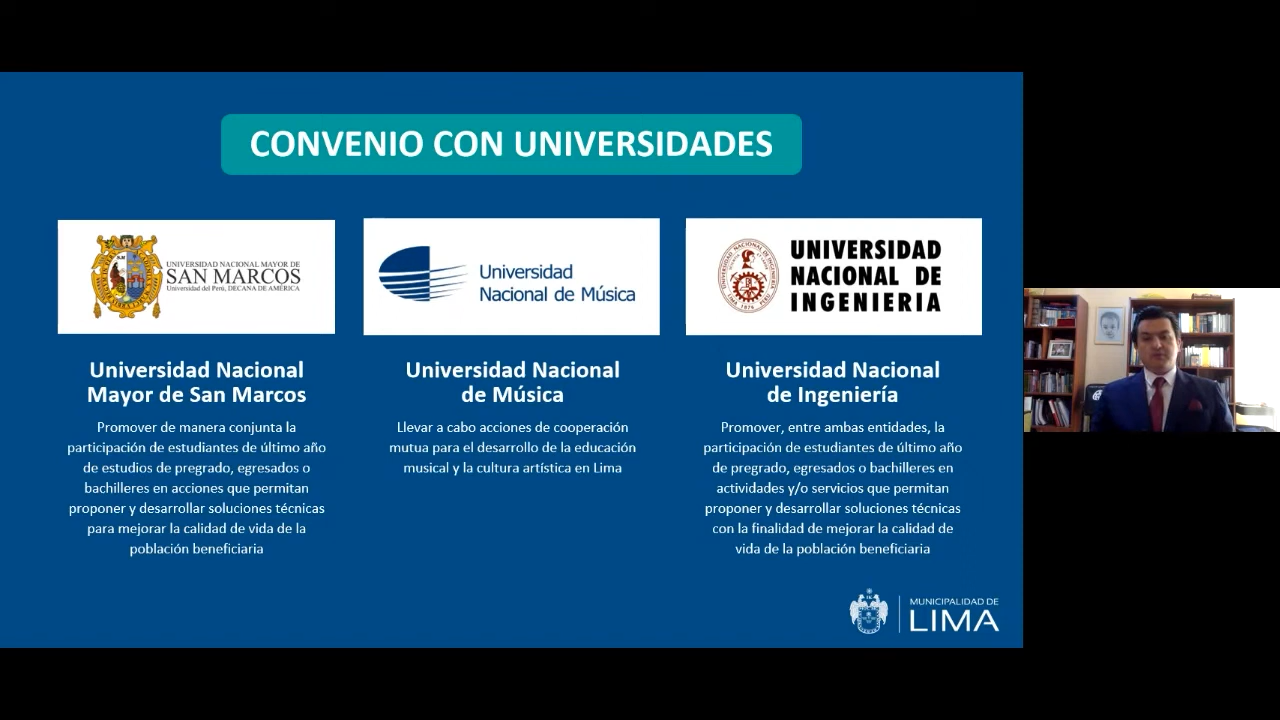 CONVENIO CON UNIVERSIDADES
UNIVERSIDAD NACIONAL MAYOR DE
SAN MARCOS
Universidad del Perú, DECANA DE AMÉRICA
Universidad Nacional
Mayor de San Marcos
Promover de manera conjunta la
participación de estudiantes de último año
de estudios de pregrado, egresados o
bachilleres en acciones que permitan
proponer y desarrollar soluciones técnicas
para mejorar la calidad de vida de la
población beneficiaria
Universidad
Nacional de Música
Universidad Nacional
de Música
Llevar a cabo acciones de cooperación
mutua para el desarrollo de la educación
musical y la cultura artística en Lima
UNIVERSIDAD
NACIONAL DE
INGENIERIA
Universidad Nacional
de Ingeniería
Promover, entre ambas entidades, la
participación de estudiantes de último año
de pregrado, egresados o bachilleres en
actividades y/o servicios que permitan
proponer y desarrollar soluciones técnicas
con la finalidad de mejorar la calidad de
vida de la población beneficiaria
MUNICIPALIDAD DE
LIMA